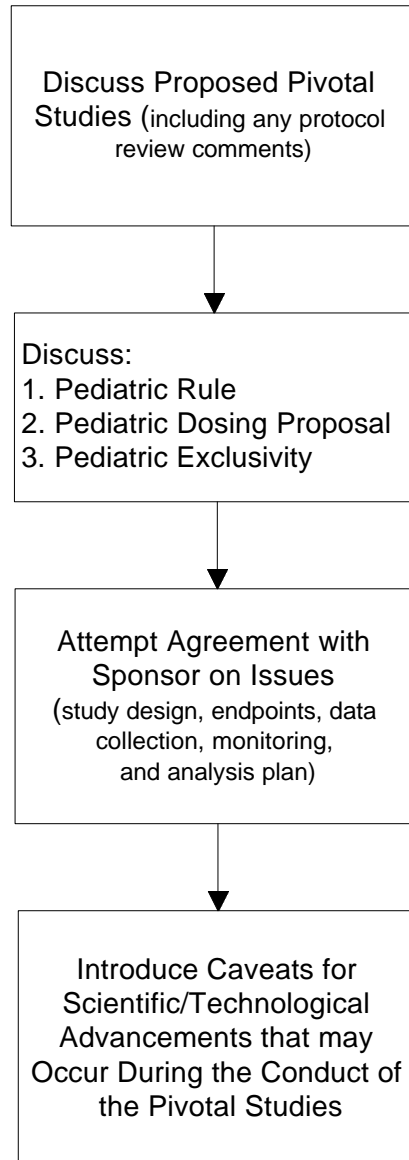 Discuss Proposed Pivotal
Studies (including any protocol
review comments)
Discuss:
1. Pediatric Rule
2. Pediatric Dosing Proposal
3. Pediatric Exclusivity
Attempt Agreement with
Sponsor on Issues
(study design, endpoints, data
collection, monitoring,
and analysis plan)
Introduce Caveats for
Scientific/Technological
Advancements that may
Occur During the Conduct of
the Pivotal Studies